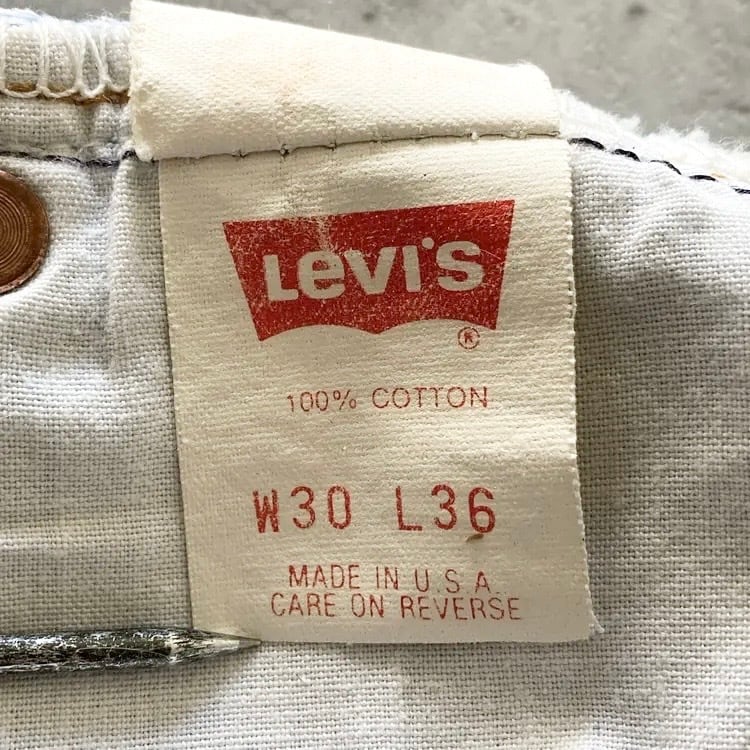 Levi's
®
100% COTTON
W30 L36
MADE IN U.S.A.
CARE ON REVERSE